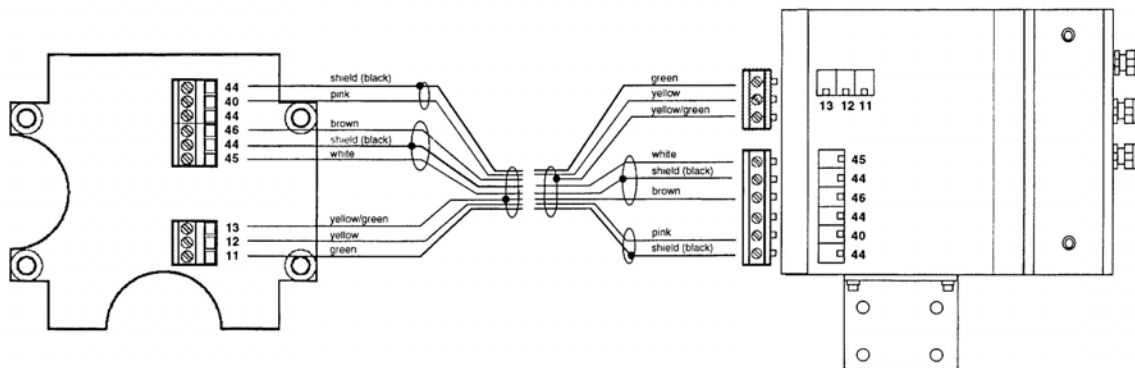 44 shield (black)
40 pink
44
46 brown
44 shield (black)
45 white
13 yellow/green
12 yellow
11 green
green
yellow
yellow/green
white
shield (black)
brown
pink
shield (black)
13 12 11
45
44
46
44
40
44